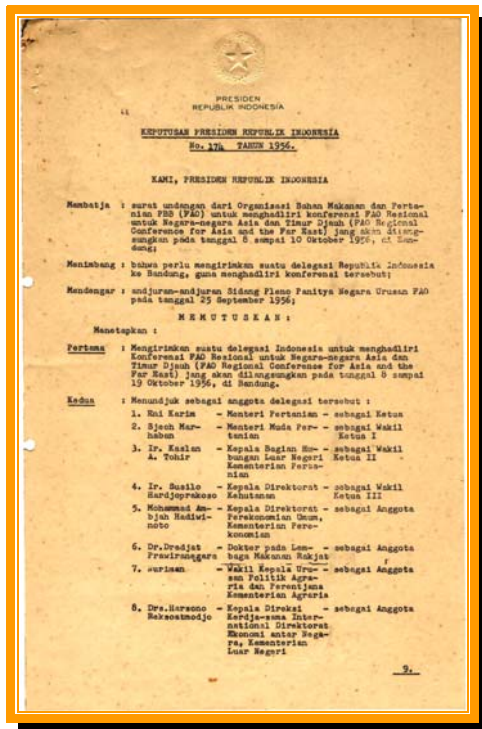 PRESIDEN
REPUBLIK INDONESIA
KEPUTUSAN PRESIDEN REPUBLIK INDONESIA
No. 174 TAHUN 1956.
KAMI, PRESIDEN REPUBLIK INDONESIA
Membatja : surat undangan dari Organisasi Bahan Makanan dan Perta-
nian PBB (FAO) untuk menghadliri konferensi FAO Resional
untuk Negara-negara Asia dan Timur Djauh (FAO Regional
Conference for Asia and the Far East) jang akan dilang-
sungkan pada tanggal 8 sampai 10 Oktober 1956, di Ban-
dung;
Menimbang : bahwa perlu mengirimkan suatu delegasi Republik Indonesia
ke Bandung, guna menghadliri konferensi tersebut;
Mendengar : andjuran-andjuran Sidang Pleno Panitya Negara Urusan FAO
pada tanggal 25 September 1956;
M E M U T U S K A N :
Menetapkan :
Pertama : Mengirimkan suatu delegasi Indonesia untuk menghadliri
Konferensi FAO Resional untuk Negara-negara Asia dan
Timur Djauh (FAO Regional Conference for Asia and the
Far East) jang akan dilangsungkan pada tanggal 8 sampai
19 Oktober 1956, di Bandung.
Kedua : Menundjuk sebagai anggota delegasi tersebut :
1. Eni Karim - Menteri Pertanian - sebagai Ketua
2. Sjech Mar- - Menteri Muda Per- - sebagai Wakil
haban tanian Ketua I
3. Ir. Kaslan - Kepala Bagian Hu- - sebagai Wakil
A. Tohir bungan Luar Negeri Ketua II
Kementerian Perta-
nian
4. Ir. Susilo - Kepala Direktorat - sebagai Wakil
Hardjoprakoso Kehutanan Ketua III
5. Mohammad Am- - Kepala Direktorat - sebagai Anggota
bjah Hadiwi- Perekonomian Umum,
noto Kementerian Pere-
konomian
6. Dr.Dradjat - Doktor pada Lem- - sebagai Anggota
Prawiranegara baga Makanan Rakjat
7. Nuriman - Wakil Kepala Uru- - sebagai Anggota
san Politik Agra-
ria dan Perentjana
Kementerian Agraria
8. Drs.Harsono - Kepala Direksi - sebagai Anggota
Reksoatmodjo Kerdja-sama Inter-
national Direktorat
Ekonomi antar Nega-
ra, Kementerian
Luar Negeri
9.